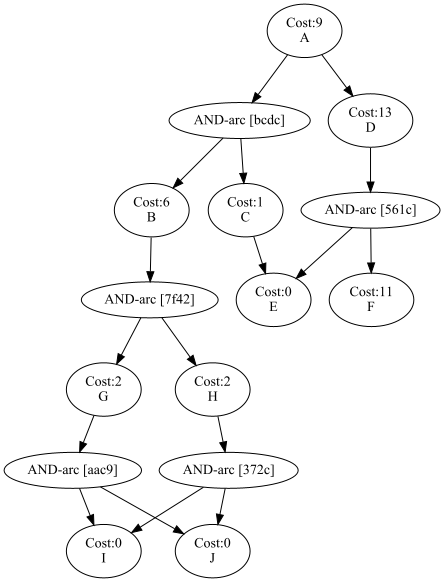 Cost:9
A
AND-arc [bcdc]
Cost:13
D
Cost:6
B
Cost:1
C
AND-arc [561c]
AND-arc [7f42]
Cost:0
E
Cost:11
F
Cost:2
G
Cost:2
H
AND-arc [aac9]
AND-arc [372c]
Cost:0
I
Cost:0
J